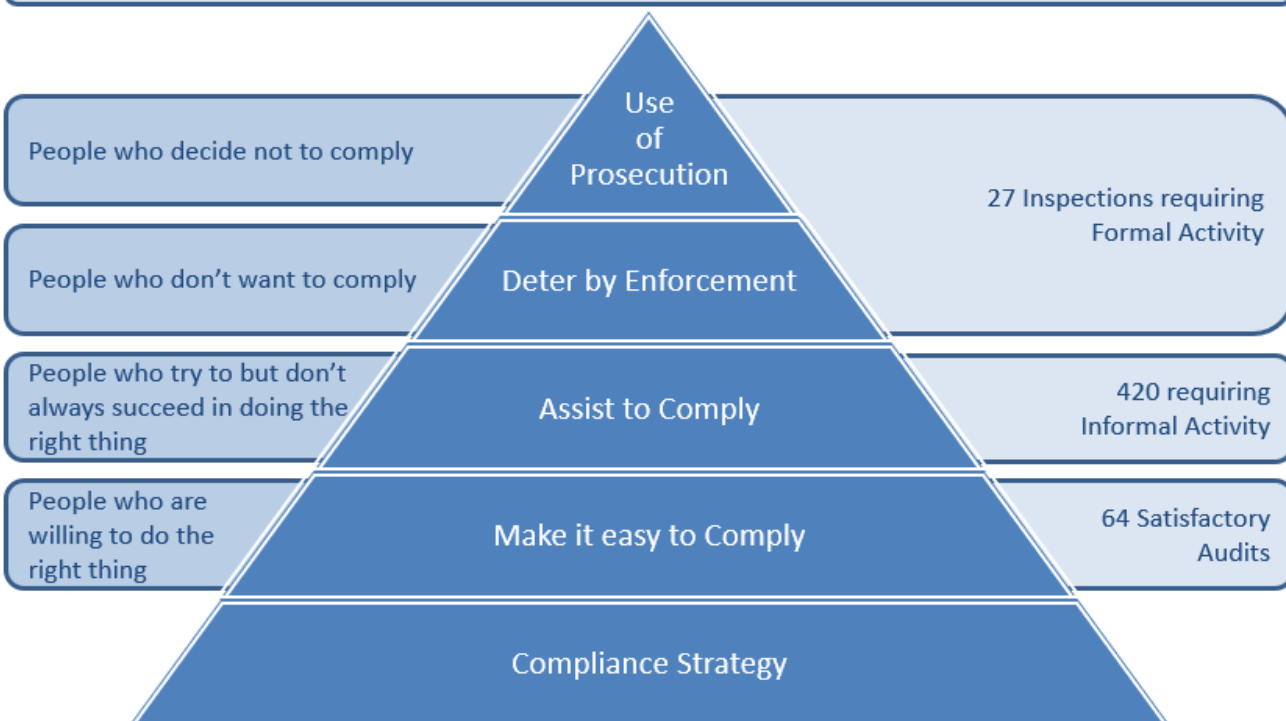 Use
of
Prosecution
People who decide not to comply
27 Inspections requiring
Formal Activity
People who don’t want to comply
Deter by Enforcement
People who try to but don’t
always succeed in doing the
right thing
Assist to Comply
420 requiring
Informal Activity
People who are
willing to do the
right thing
Make it easy to Comply
64 Satisfactory
Audits
Compliance Strategy